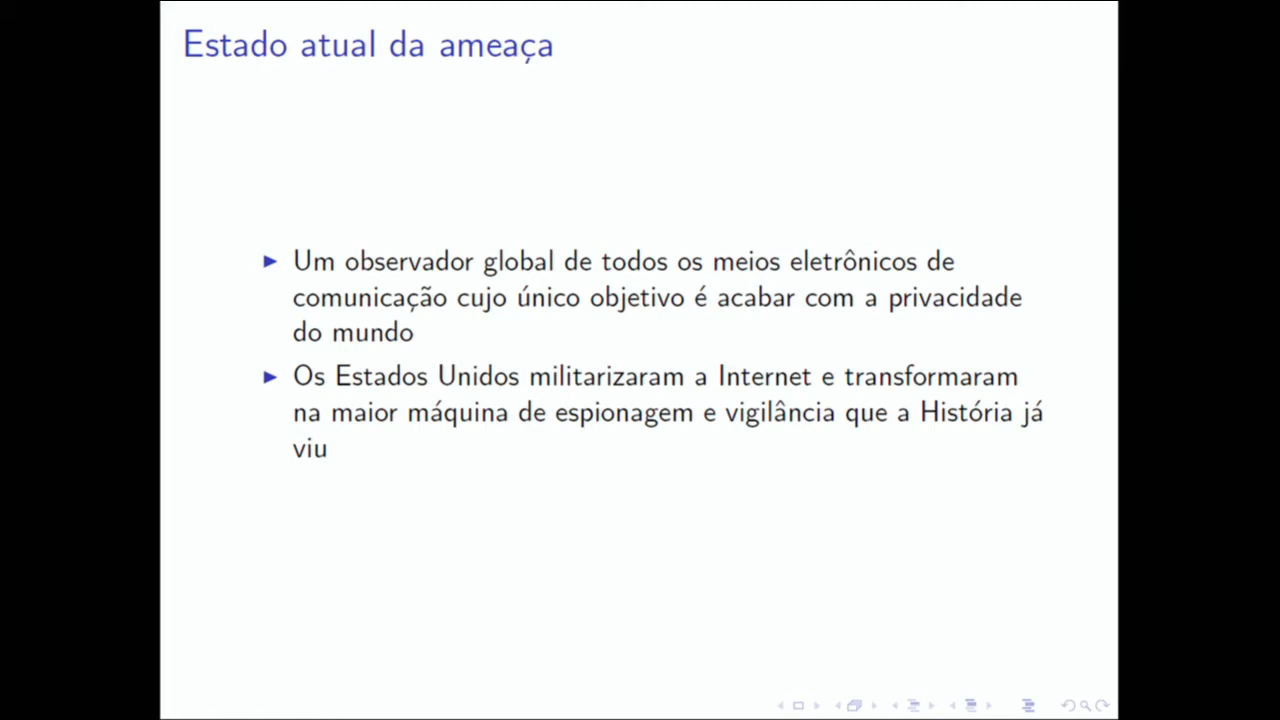 Estado atual da ameaça
Um observador global de todos os meios eletrônicos de
comunicação cujo único objetivo é acabar com a privacidade
do mundo
Os Estados Unidos militarizaram a Internet e transformaram
na maior máquina de espionagem e vigilância que a História já
viu